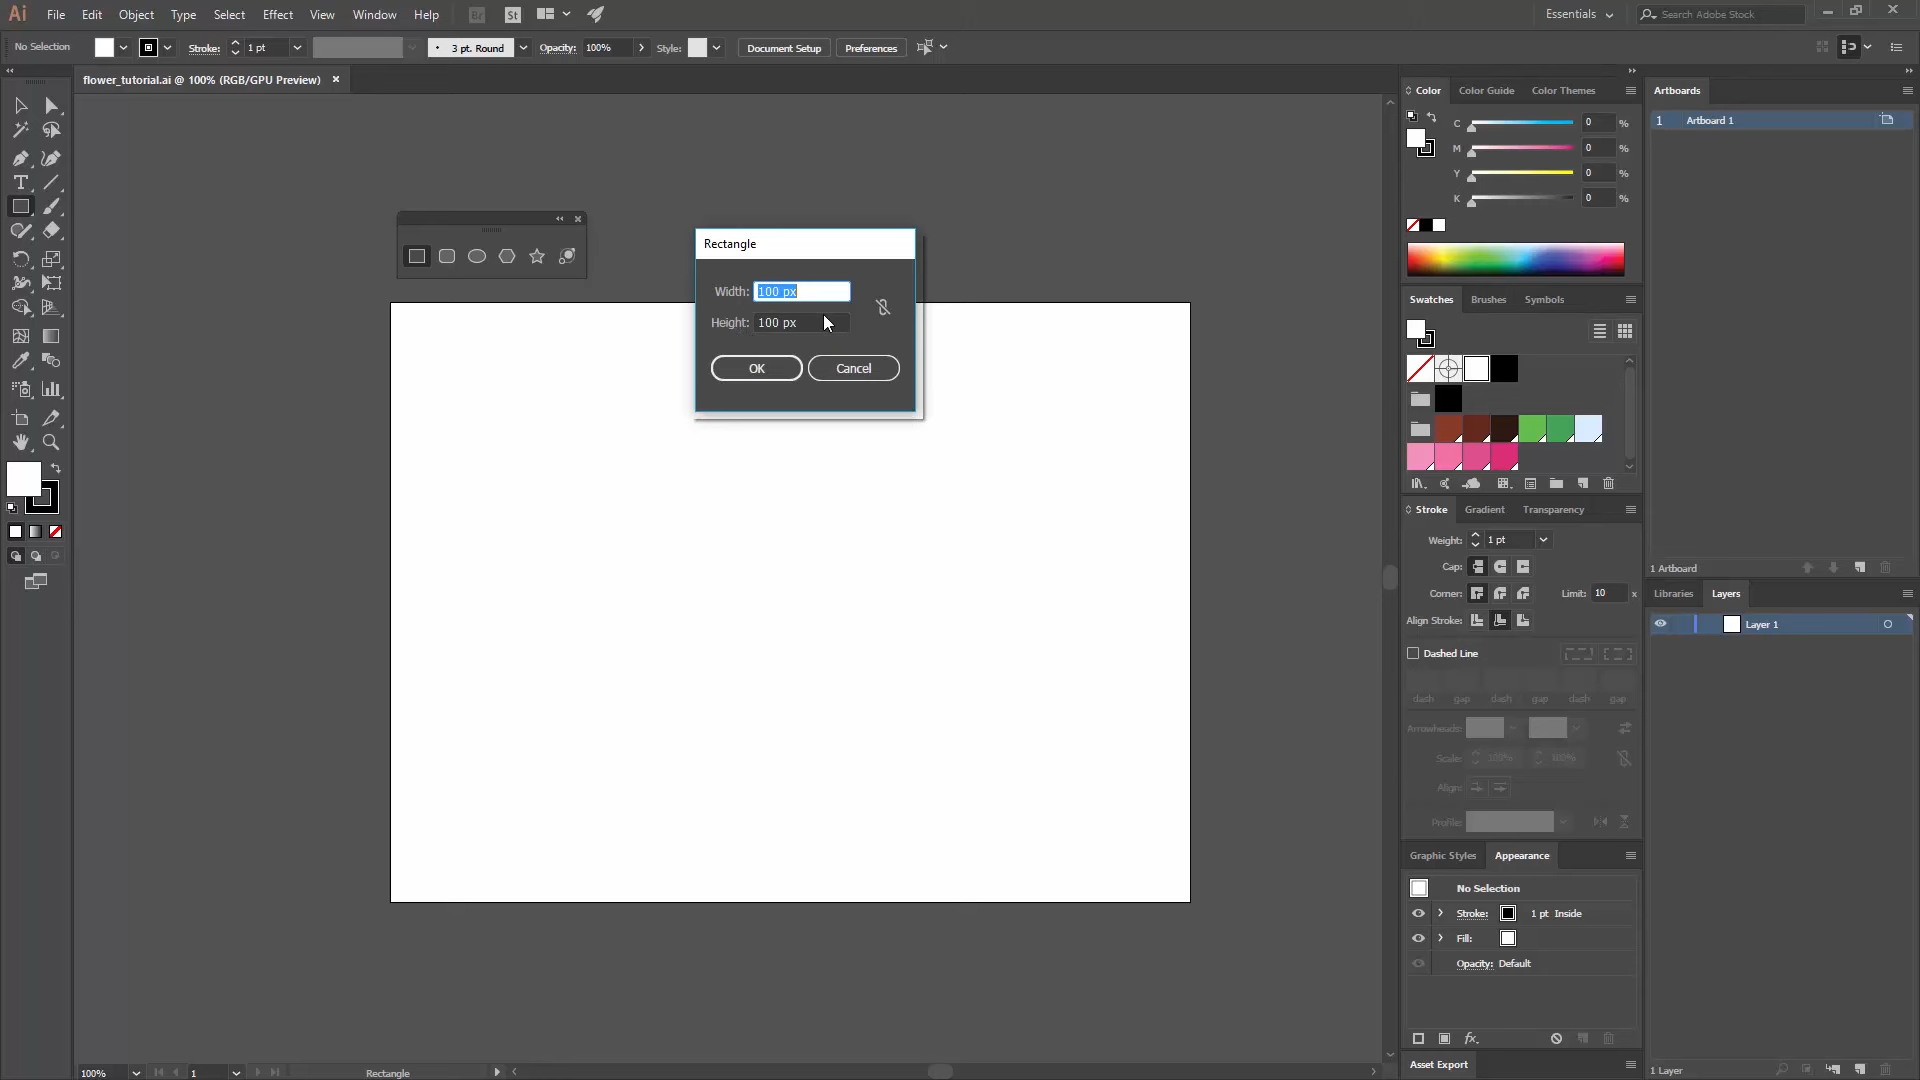 Ai File Edit Object Type Select Effect View Window Help Br St Essentials Search Adobe Stock
No Selection Stroke: 1 pt 3 pt. Round Opacity: 100% Style: Document Setup Preferences
flower_tutorial.ai @ 100% (RGB/GPU Preview)
Rectangle
Width: 100 px
Height: 100 px
OK Cancel
Color Color Guide Color Themes
C 0 %
M 0 %
Y 0 %
K 0 %
Swatches Brushes Symbols
Stroke Gradient Transparency
Weight: 1 pt
Cap:
Corner: Limit: 10 x
Align Stroke:
Dashed Line
dash gap dash gap dash gap
Arrowheads:
Scale: 100% 100%
Align:
Profile:
Graphic Styles Appearance
No Selection
Stroke: 1 pt Inside
Fill:
Opacity: Default
fx
Asset Export
Artboards
1 Artboard 1
1 Artboard
Libraries Layers
Layer 1
1 Layer
100% 1 Rectangle